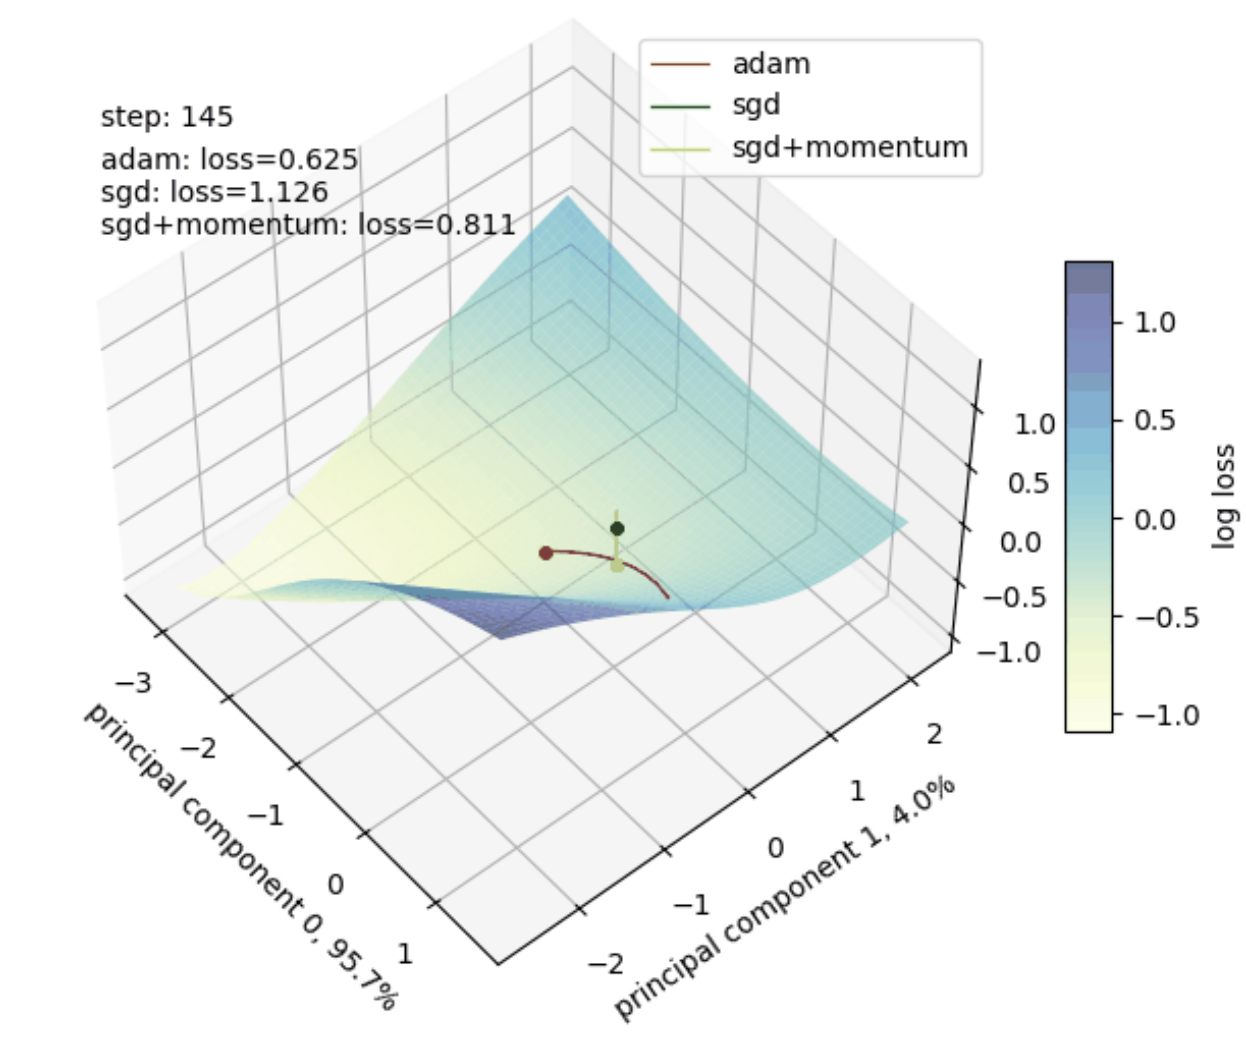 adam
sgd
sgd+momentum
step: 145
adam: loss=0.625
sgd: loss=1.126
sgd+momentum: loss=0.811
1.0
0.5
0.0
−0.5
−1.0
log loss
1.0
0.5
0.0
−0.5
−1.0
−3
−2
−1
0
1
principal component 0, 95.7%
2
1
0
−1
−2
principal component 1, 4.0%